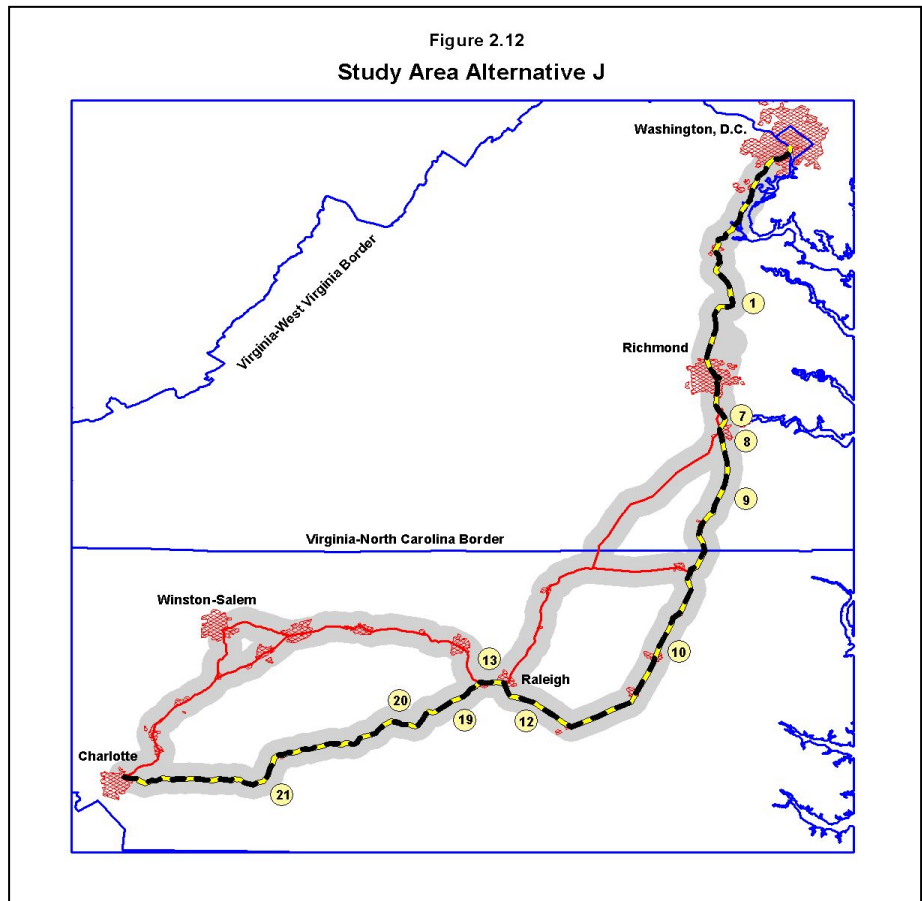 Figure 2.12
Study Area Alternative J
Washington, D.C.
Virginia-West Virginia Border
1
Richmond
7
8
9
Virginia-North Carolina Border
Winston-Salem
10
13
Raleigh
20
19
12
Charlotte
21